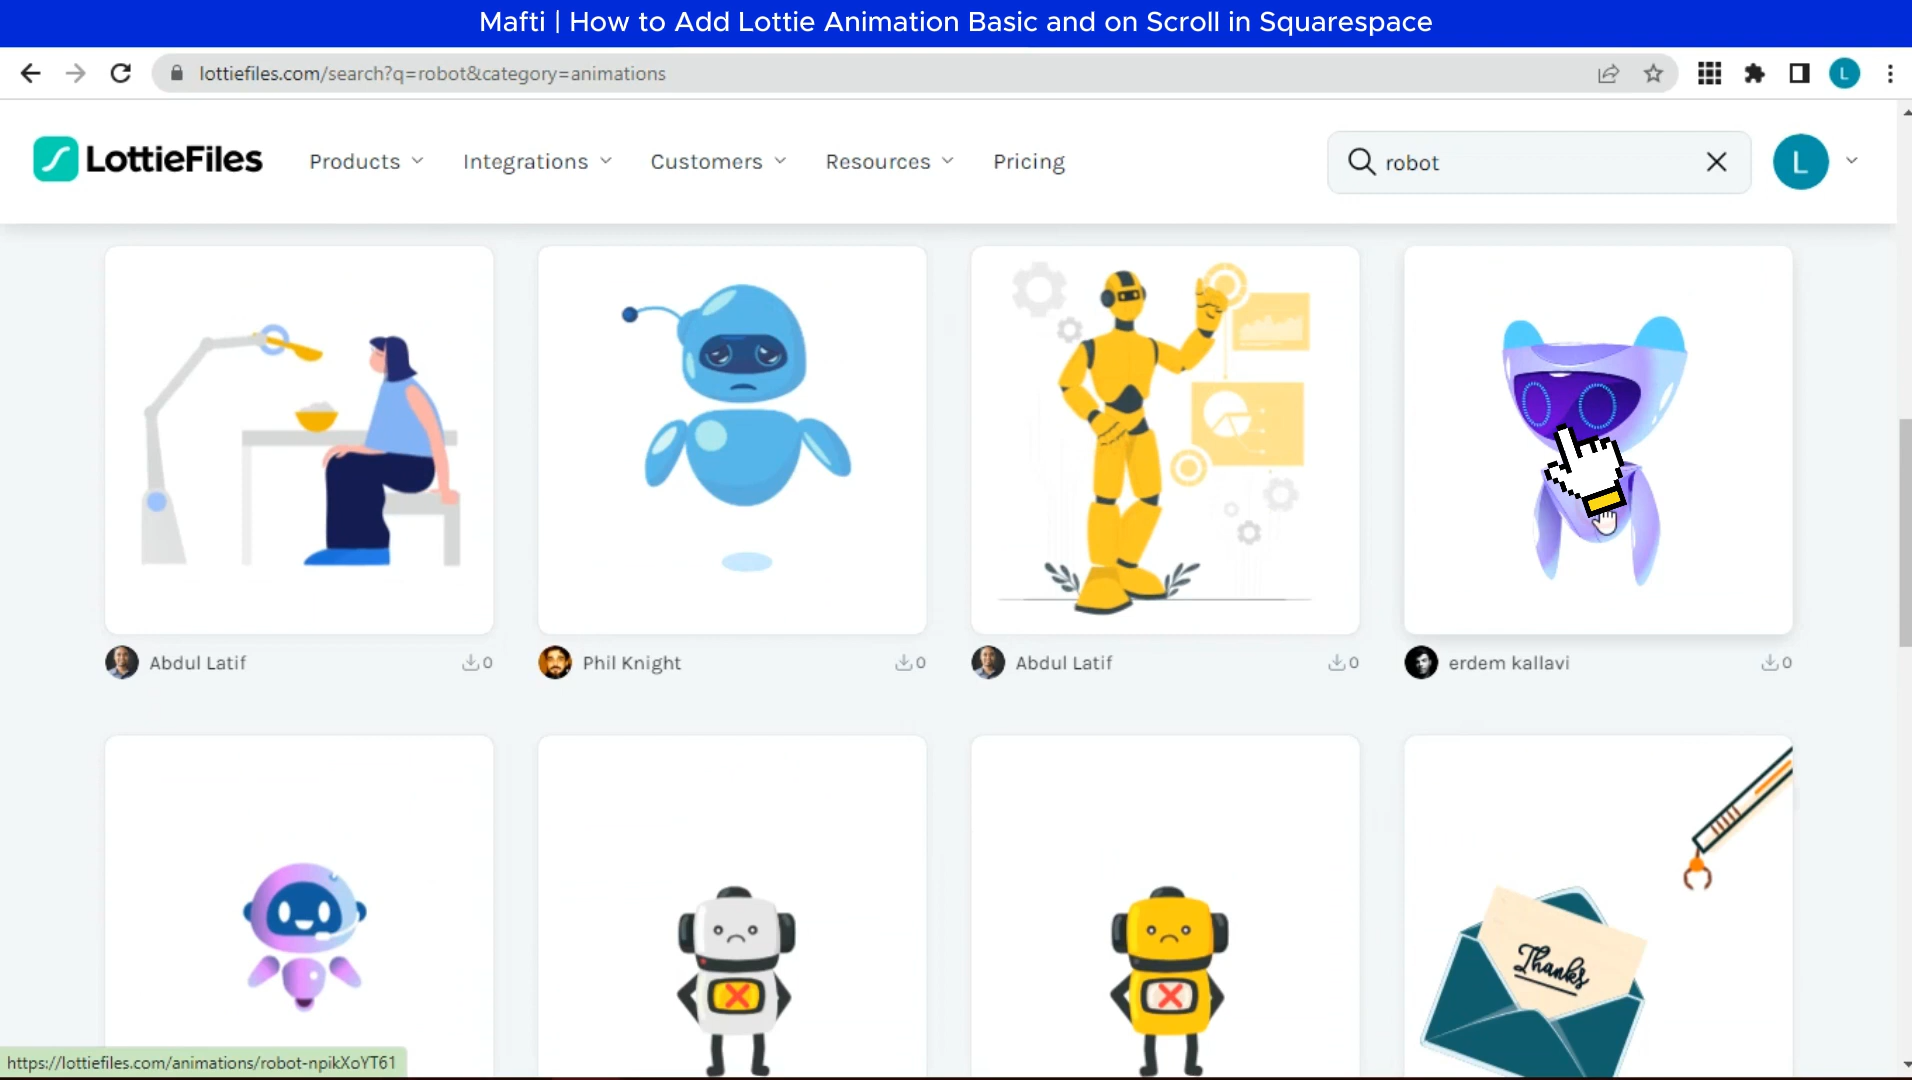 Mafti | How to Add Lottie Animation Basic and on Scroll in Squarespace
lottiefiles.com/search?q=robot&category=animations
L
LottieFiles
Products
Integrations
Customers
Resources
Pricing
robot
L
Abdul Latif
0
Phil Knight
0
Abdul Latif
0
erdem kallavi
0
Thanks
https://lottiefiles.com/animations/robot-npikXoYT61